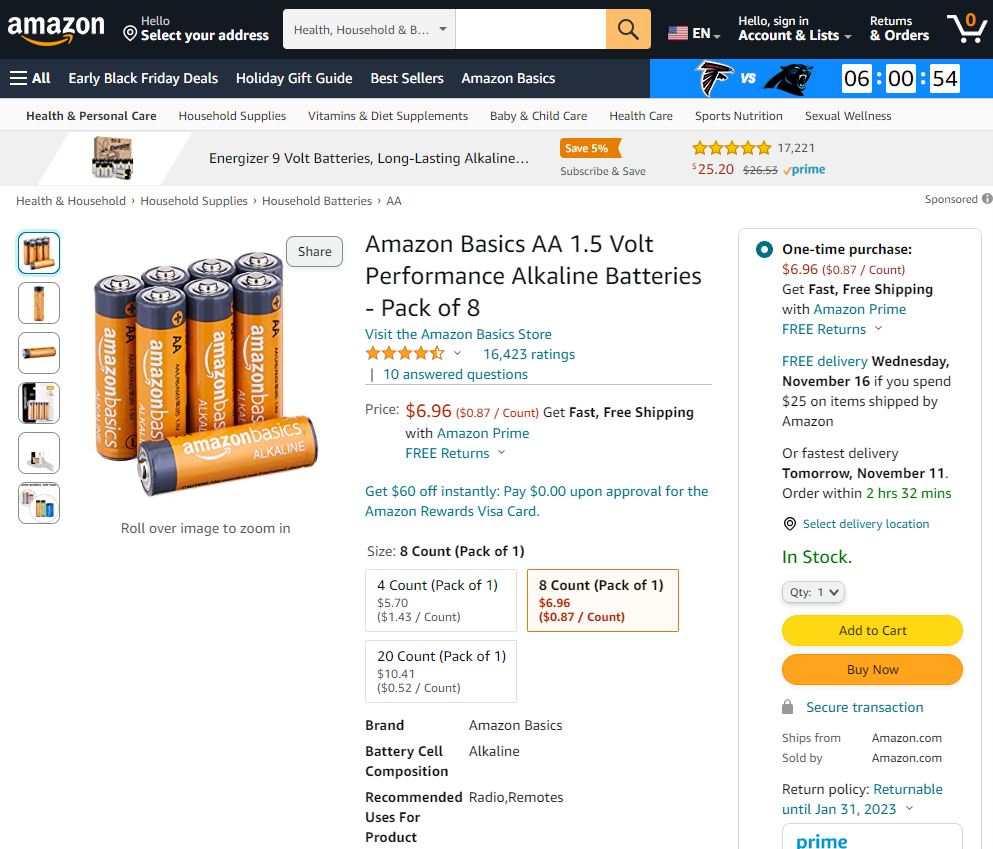 amazon
Hello
Select your address
Health, Household & B...
EN
Hello, sign in
Account & Lists
Returns
& Orders
0
All
Early Black Friday Deals
Holiday Gift Guide
Best Sellers
Amazon Basics
VS
06 : 00 : 54
Health & Personal Care
Household Supplies
Vitamins & Diet Supplements
Baby & Child Care
Health Care
Sports Nutrition
Sexual Wellness
Energizer 9 Volt Batteries, Long-Lasting Alkaline...
Save 5%
Subscribe & Save
17,221
$25.20 $26.53 prime
Sponsored
Health & Household › Household Supplies › Household Batteries › AA
Share
AA
AA
amazonbasics
amazonbasics
amazonbasics
amazonbasics
amazonbasics
ALKALINE
Roll over image to zoom in
Amazon Basics AA 1.5 Volt
Performance Alkaline Batteries
- Pack of 8
Visit the Amazon Basics Store
16,423 ratings
| 10 answered questions
Price: $6.96 ($0.87 / Count) Get Fast, Free Shipping
with Amazon Prime
FREE Returns
Get $60 off instantly: Pay $0.00 upon approval for the
Amazon Rewards Visa Card.
Size: 8 Count (Pack of 1)
4 Count (Pack of 1)
$5.70
($1.43 / Count)
8 Count (Pack of 1)
$6.96
($0.87 / Count)
20 Count (Pack of 1)
$10.41
($0.52 / Count)
Brand Amazon Basics
Battery Cell Alkaline
Composition
Recommended Radio,Remotes
Uses For
Product
One-time purchase:
$6.96 ($0.87 / Count)
Get Fast, Free Shipping
with Amazon Prime
FREE Returns
FREE delivery Wednesday,
November 16 if you spend
$25 on items shipped by
Amazon
Or fastest delivery
Tomorrow, November 11.
Order within 2 hrs 32 mins
Select delivery location
In Stock.
Qty: 1
Add to Cart
Buy Now
Secure transaction
Ships from Amazon.com
Sold by Amazon.com
Return policy: Returnable
until Jan 31, 2023
prime